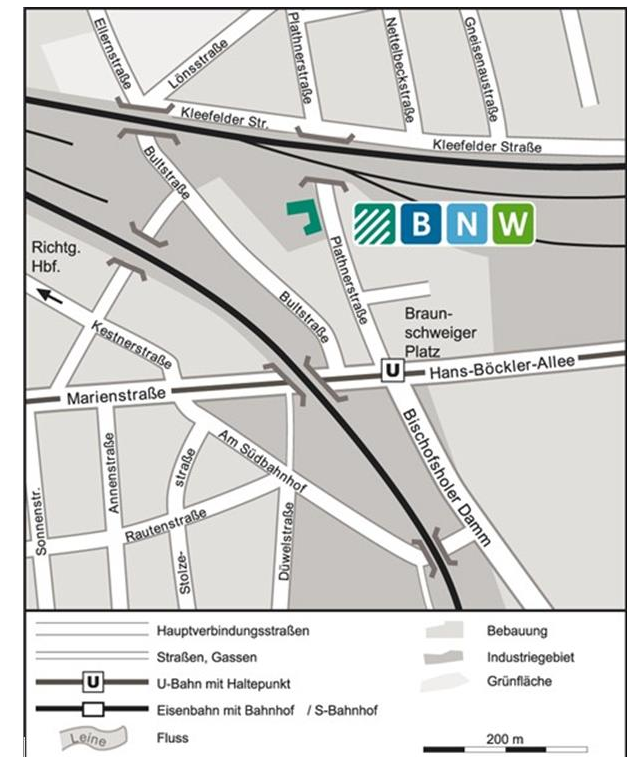 Ellernstraße
Lönsstraße
Plathnerstraße
Nettelbeckstraße
Gneisenaustraße
Kleefelder Str.
Kleefelder Straße
Bultstraße
BNW
Richtg.
Hbf.
Plathnerstraße
Bultstraße
Braun-
schweiger
Platz
Kestnerstraße
U
Hans-Böckler-Allee
Marienstraße
Bischofsholer Damm
Am Südbahnhof
Annenstraße
straße
Sonnenstr.
Rautenstraße
Düwelstraße
Stolze-
Hauptverbindungsstraßen
Bebauung
Straßen, Gassen
Industriegebiet
U
U-Bahn mit Haltepunkt
Grünfläche
Eisenbahn mit Bahnhof / S-Bahnhof
Leine
Fluss
200 m